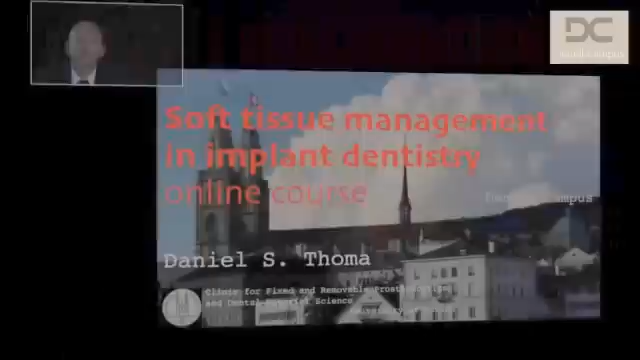 DC
Soft tissue management
in implant dentistry
online course
Daniel S. Thoma
Clinic for Fixed and Removable Prosthodontics
and Dental Material Science